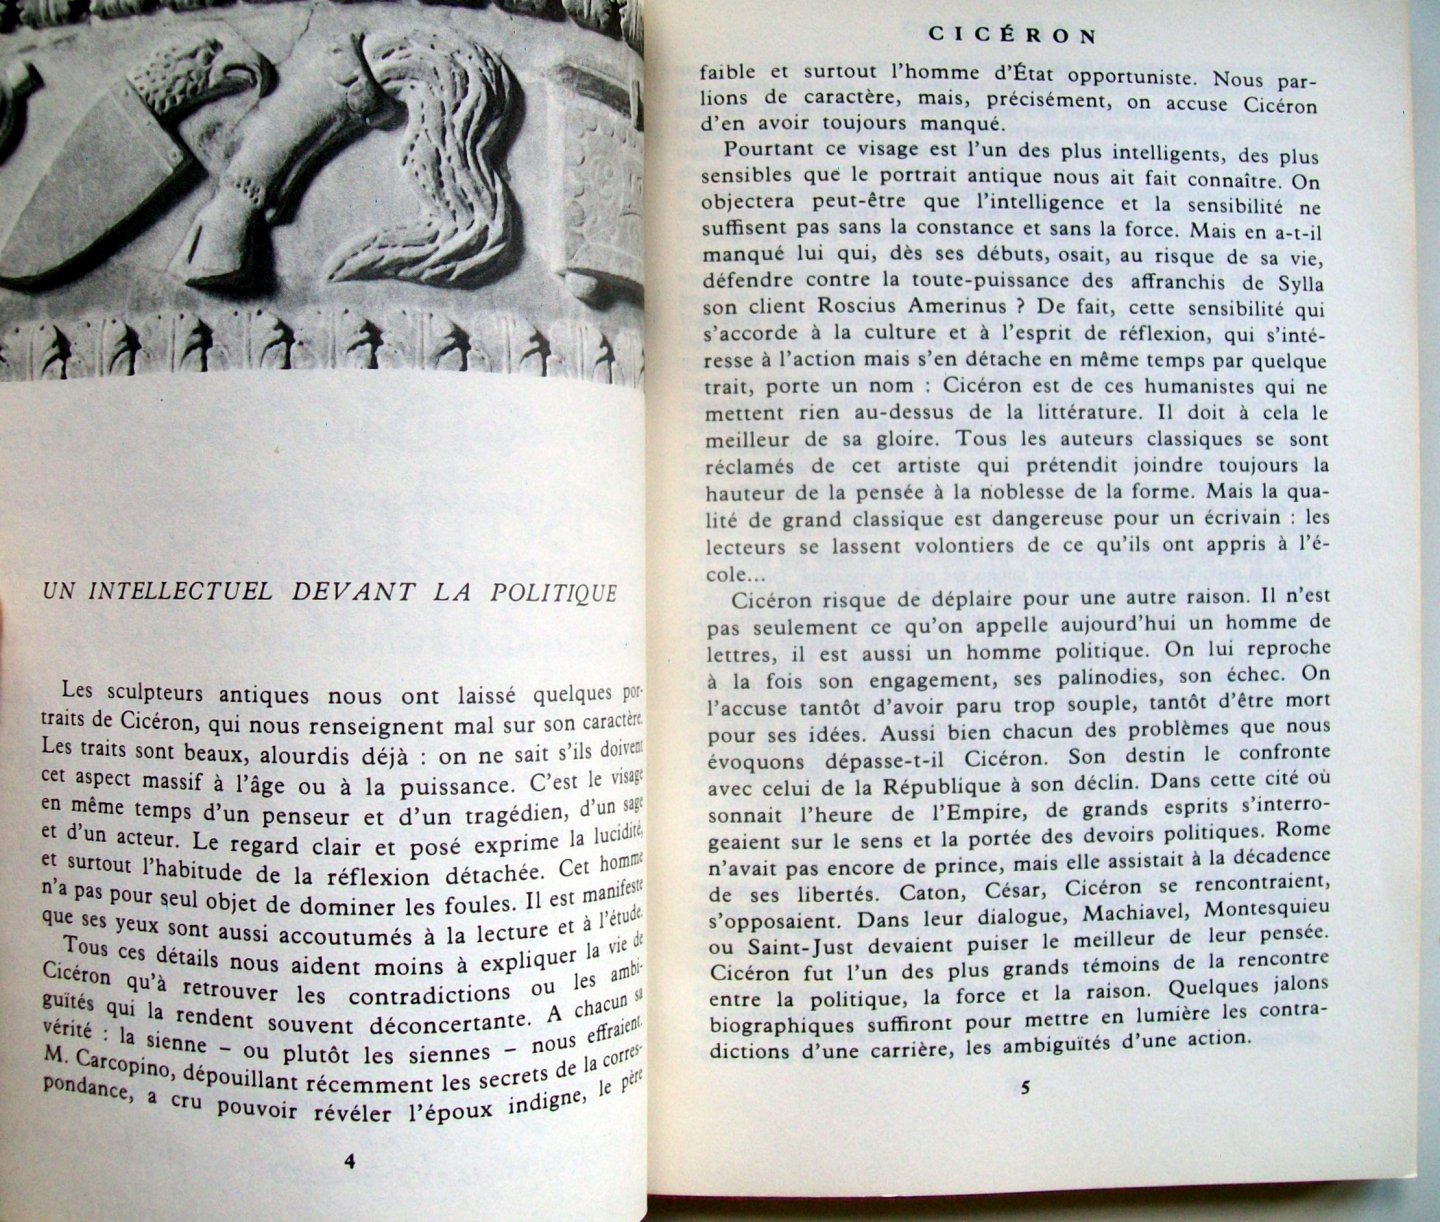 UN INTELLECTUEL DEVANT LA POLITIQUE
Les sculpteurs antiques nous ont laissé quelques por-
traits de Cicéron, qui nous renseignent mal sur son caractère.
Les traits sont beaux, alourdis déjà : on ne sait s'ils doivent
cet aspect massif à l'âge ou à la puissance. C'est le visage
en même temps d'un penseur et d'un tragédien, d'un sage
et d'un acteur. Le regard clair et posé exprime la lucidité,
et surtout l'habitude de la réflexion détachée. Cet homme
n'a pas pour seul objet de dominer les foules. Il est manifeste
que ses yeux sont aussi accoutumés à la lecture et à l'étude.
Tous ces détails nous aident moins à expliquer la vie de
Cicéron qu'à retrouver les contradictions ou les ambi-
guïtés qui la rendent souvent déconcertante. A chacun sa
vérité : la sienne – ou plutôt les siennes – nous effraient.
M. Carcopino, dépouillant récemment les secrets de la corres-
pondance, a cru pouvoir révéler l'époux indigne, le père
4
CICÉRON
faible et surtout l'homme d'État opportuniste. Nous par-
lions de caractère, mais, précisément, on accuse Cicéron
d'en avoir toujours manqué.
Pourtant ce visage est l'un des plus intelligents, des plus
sensibles que le portrait antique nous ait fait connaître. On
objectera peut-être que l'intelligence et la sensibilité ne
suffisent pas sans la constance et sans la force. Mais en a-t-il
manqué lui qui, dès ses débuts, osait, au risque de sa vie,
défendre contre la toute-puissance des affranchis de Sylla
son client Roscius Amerinus ? De fait, cette sensibilité qui
s'accorde à la culture et à l'esprit de réflexion, qui s'inté-
resse à l'action mais s'en détache en même temps par quelque
trait, porte un nom : Cicéron est de ces humanistes qui ne
mettent rien au-dessus de la littérature. Il doit à cela le
meilleur de sa gloire. Tous les auteurs classiques se sont
réclamés de cet artiste qui prétendit joindre toujours la
hauteur de la pensée à la noblesse de la forme. Mais la qua-
lité de grand classique est dangereuse pour un écrivain : les
lecteurs se lassent volontiers de ce qu'ils ont appris à l'é-
cole...
Cicéron risque de déplaire pour une autre raison. Il n'est
pas seulement ce qu'on appelle aujourd'hui un homme de
lettres, il est aussi un homme politique. On lui reproche
à la fois son engagement, ses palinodies, son échec. On
l'accuse tantôt d'avoir paru trop souple, tantôt d'être mort
pour ses idées. Aussi bien chacun des problèmes que nous
évoquons dépasse-t-il Cicéron. Son destin le confronte
avec celui de la République à son déclin. Dans cette cité où
sonnait l'heure de l'Empire, de grands esprits s'interro-
geaient sur le sens et la portée des devoirs politiques. Rome
n'avait pas encore de prince, mais elle assistait à la décadence
de ses libertés. Caton, César, Cicéron se rencontraient,
s'opposaient. Dans leur dialogue, Machiavel, Montesquieu
ou Saint-Just devaient puiser le meilleur de leur pensée.
Cicéron fut l'un des plus grands témoins de la rencontre
entre la politique, la force et la raison. Quelques jalons
biographiques suffiront pour mettre en lumière les contra-
dictions d'une carrière, les ambiguïtés d'une action.
5